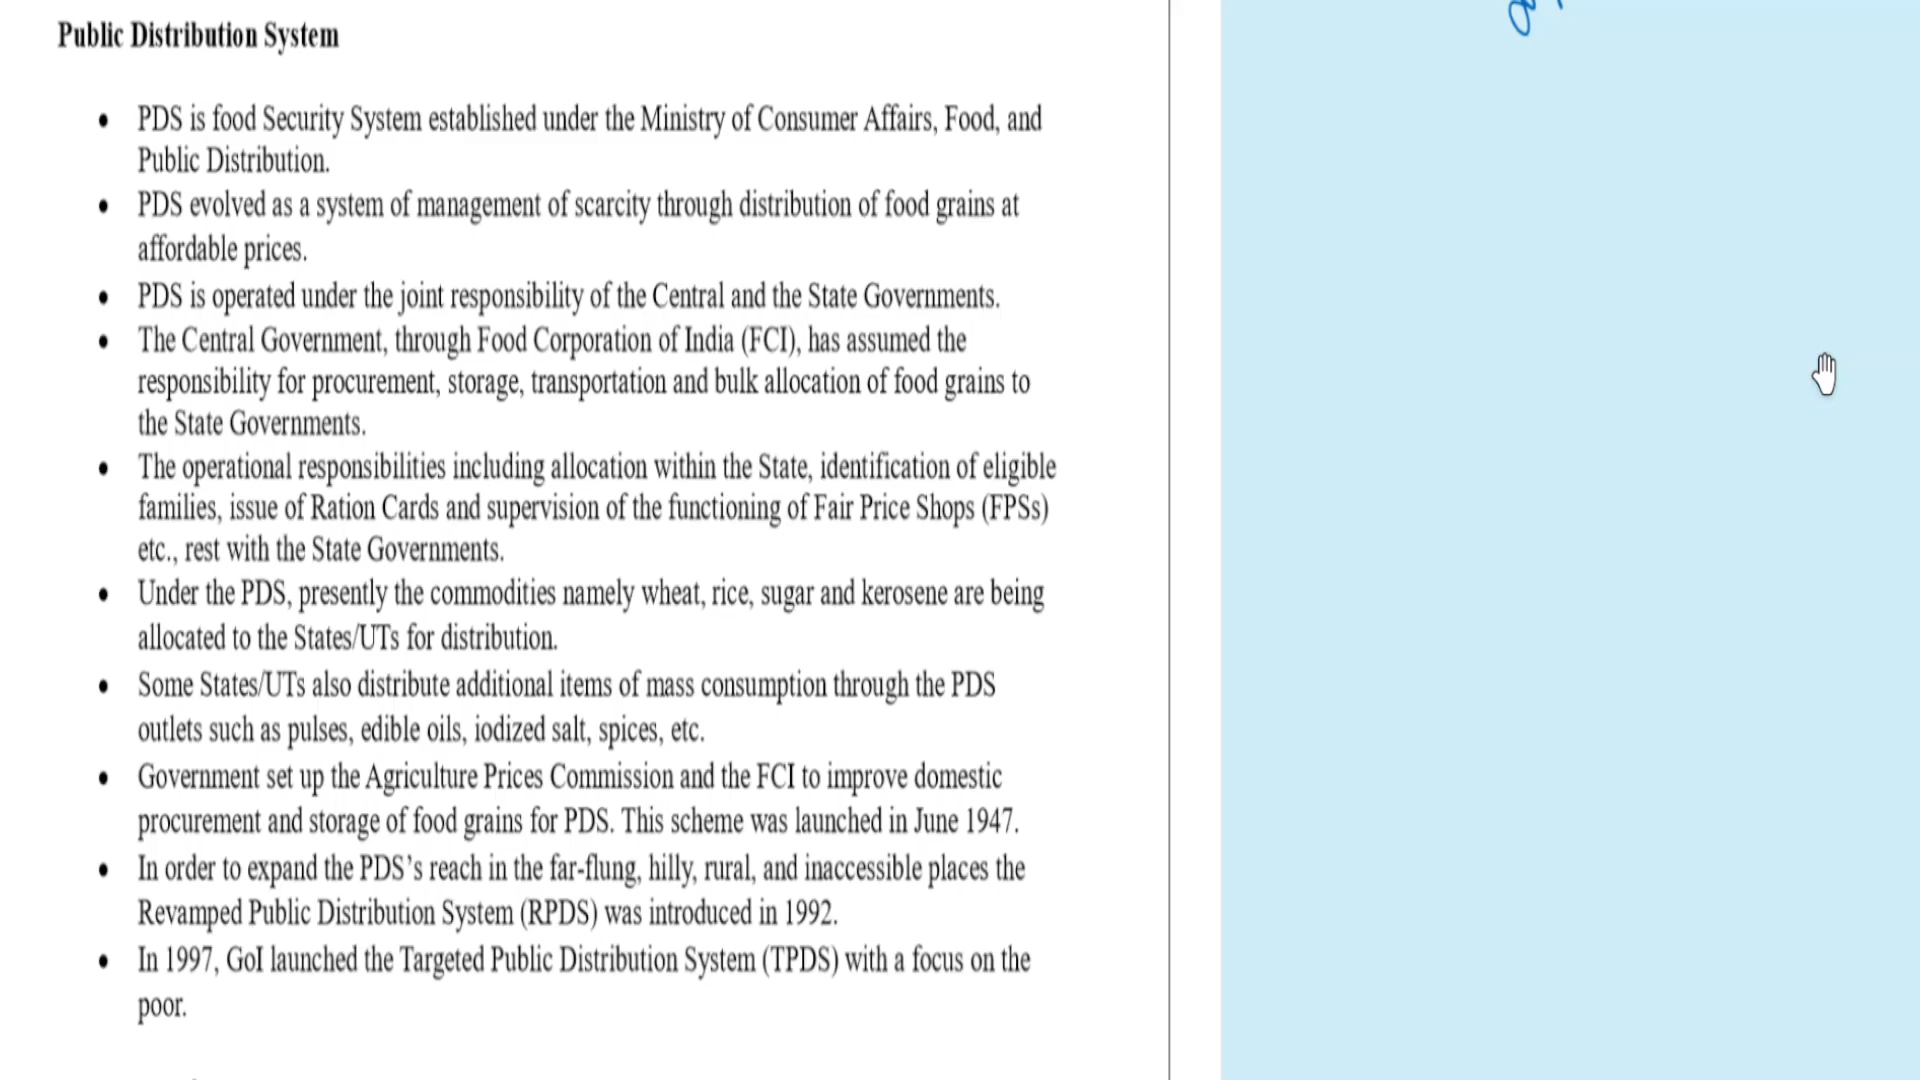 Public Distribution System
• PDS is food Security System established under the Ministry of Consumer Affairs, Food, and
Public Distribution.
• PDS evolved as a system of management of scarcity through distribution of food grains at
affordable prices.
• PDS is operated under the joint responsibility of the Central and the State Governments.
• The Central Government, through Food Corporation of India (FCI), has assumed the
responsibility for procurement, storage, transportation and bulk allocation of food grains to
the State Governments.
• The operational responsibilities including allocation within the State, identification of eligible
families, issue of Ration Cards and supervision of the functioning of Fair Price Shops (FPSs)
etc., rest with the State Governments.
• Under the PDS, presently the commodities namely wheat, rice, sugar and kerosene are being
allocated to the States/UTs for distribution.
• Some States/UTs also distribute additional items of mass consumption through the PDS
outlets such as pulses, edible oils, iodized salt, spices, etc.
• Government set up the Agriculture Prices Commission and the FCI to improve domestic
procurement and storage of food grains for PDS. This scheme was launched in June 1947.
• In order to expand the PDS’s reach in the far-flung, hilly, rural, and inaccessible places the
Revamped Public Distribution System (RPDS) was introduced in 1992.
• In 1997, GoI launched the Targeted Public Distribution System (TPDS) with a focus on the
poor.